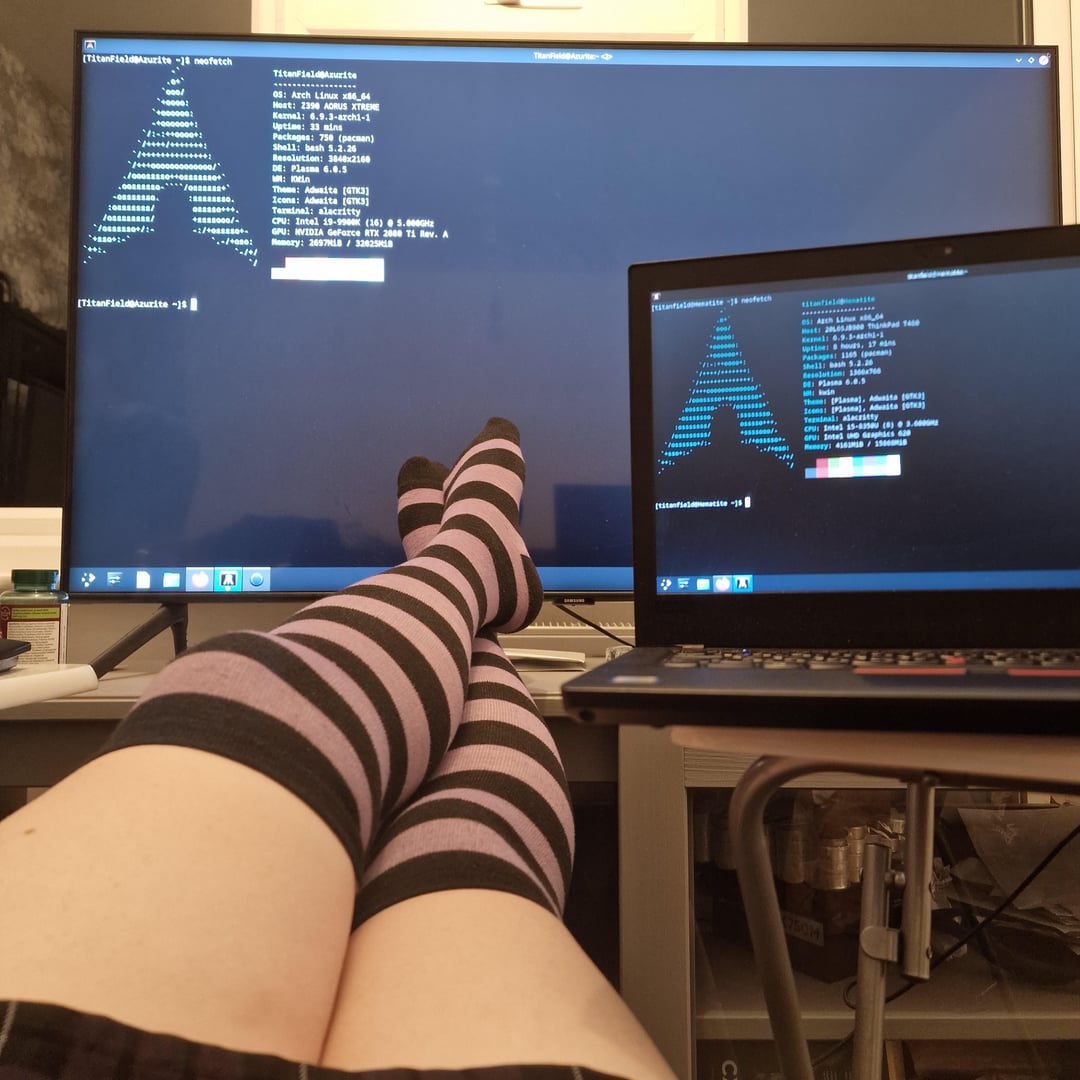 TitanField@Azurite:~ <2>
[TitanField@Azurite ~]$ neofetch
TitanField@Azurite
-------------------
OS: Arch Linux x86_64
Host: Z390 AORUS XTREME
Kernel: 6.9.3-arch1-1
Uptime: 33 mins
Packages: 750 (pacman)
Shell: bash 5.2.26
Resolution: 3840x2160
DE: Plasma 6.0.5
WM: KWin
Theme: Adwaita [GTK3]
Icons: Adwaita [GTK3]
Terminal: alacritty
CPU: Intel i9-9900K (16) @ 5.000GHz
GPU: NVIDIA GeForce RTX 2080 Ti Rev. A
Memory: 2697MiB / 32025MiB
[TitanField@Azurite ~]$
SAMSUNG
titanfield@Hematite:~
[titanfield@Hematite ~]$ neofetch
titanfield@Hematite
-------------------
OS: Arch Linux x86_64
Host: ThinkPad T480
Kernel: 6.9.3-arch1-1
Uptime: 8 hours, 17 mins
Packages: 1165 (pacman)
Shell: bash 5.2.26
Resolution: 1366x768
DE: Plasma 6.0.5
WM: kwin
Theme: [Plasma], Adwaita [GTK3]
Icons: [Plasma], Adwaita [GTK3]
Terminal: alacritty
CPU: Intel i5-8350U (8) @ 3.600GHz
GPU: Intel UHD Graphics 620
Memory: 4161MiB / 15860MiB
[titanfield@Hematite ~]$